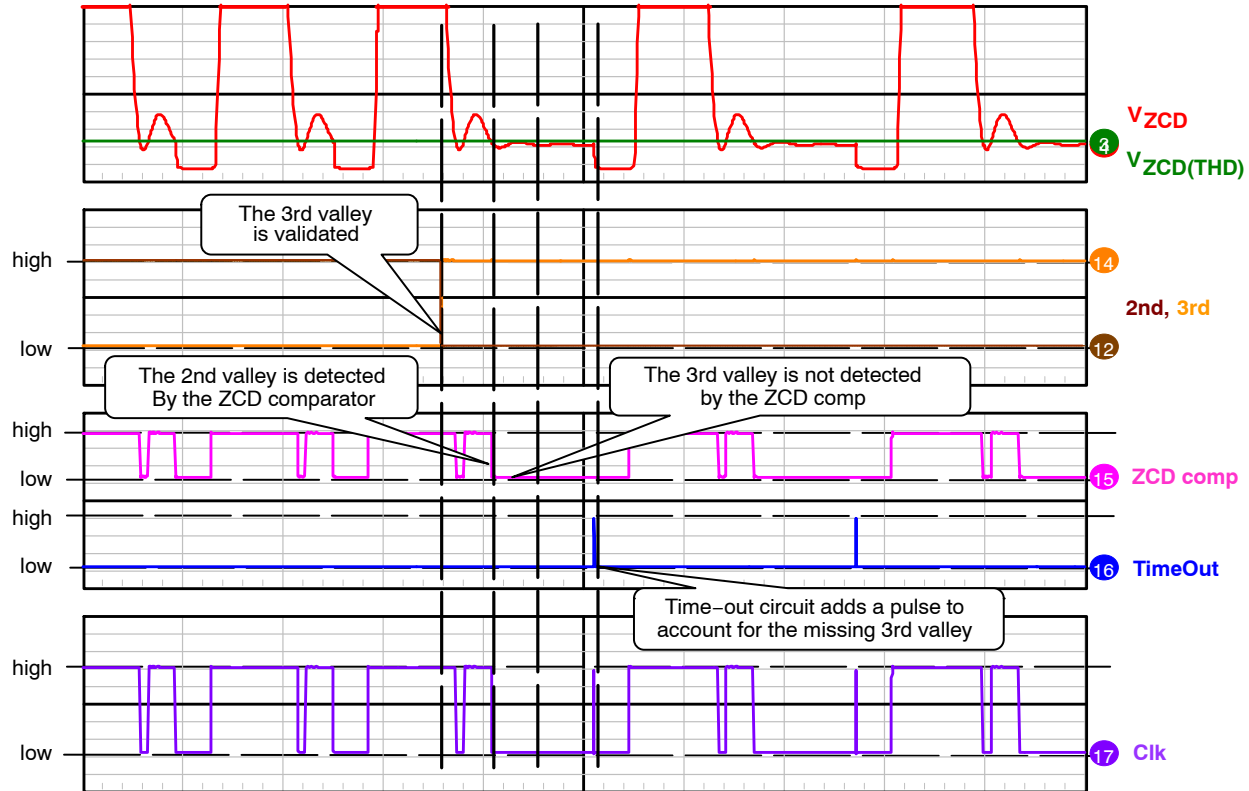 VZCD
3
4
VZCD(THD)
The 3rd valley
is validated
high
14
2nd, 3rd
low
12
The 2nd valley is detected
By the ZCD comparator
The 3rd valley is not detected
by the ZCD comp
high
low
15 ZCD comp
high
low
16 TimeOut
Time−out circuit adds a pulse to
account for the missing 3rd valley
high
low
17 Clk